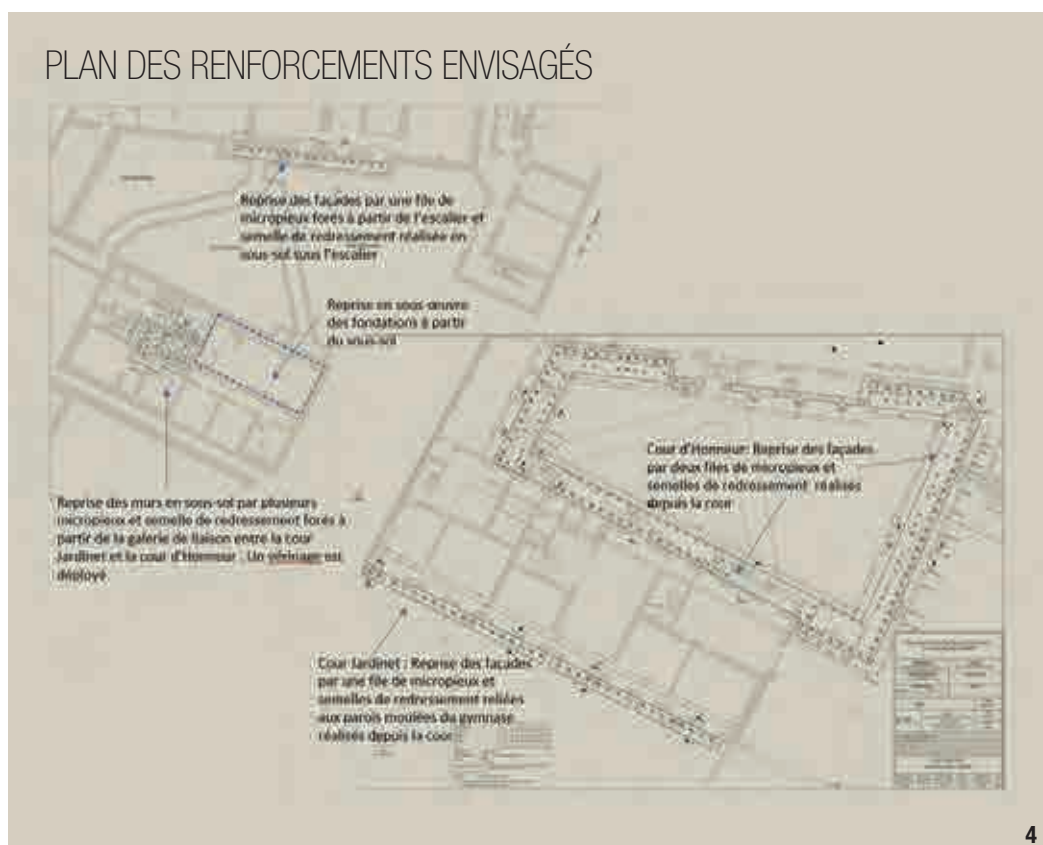 PLAN DES RENFORCEMENTS ENVISAGÉS
Reprise des façades par une file de
micropieux forés à partir de l'escalier et
semelle de redressement réalisée en
sous-sol sous l'escalier
Reprise en sous-œuvre
des fondations à partir
du sous-sol
Cour d'Honneur: Reprise des façades
par deux files de micropieux et
semelles de redressement réalisées
depuis la cour
Reprise des murs en sous-sol par plusieurs
micropieux et semelle de redressement forés à
partir de la galerie de liaison entre la cour
Jardinet et la cour d'Honneur . Un vérinage est
déployé
Cour Jardinet : Reprise des façades
par une file de micropieux et
semelles de redressement reliées
aux parois moulées du gymnase
réalisés depuis la cour
4